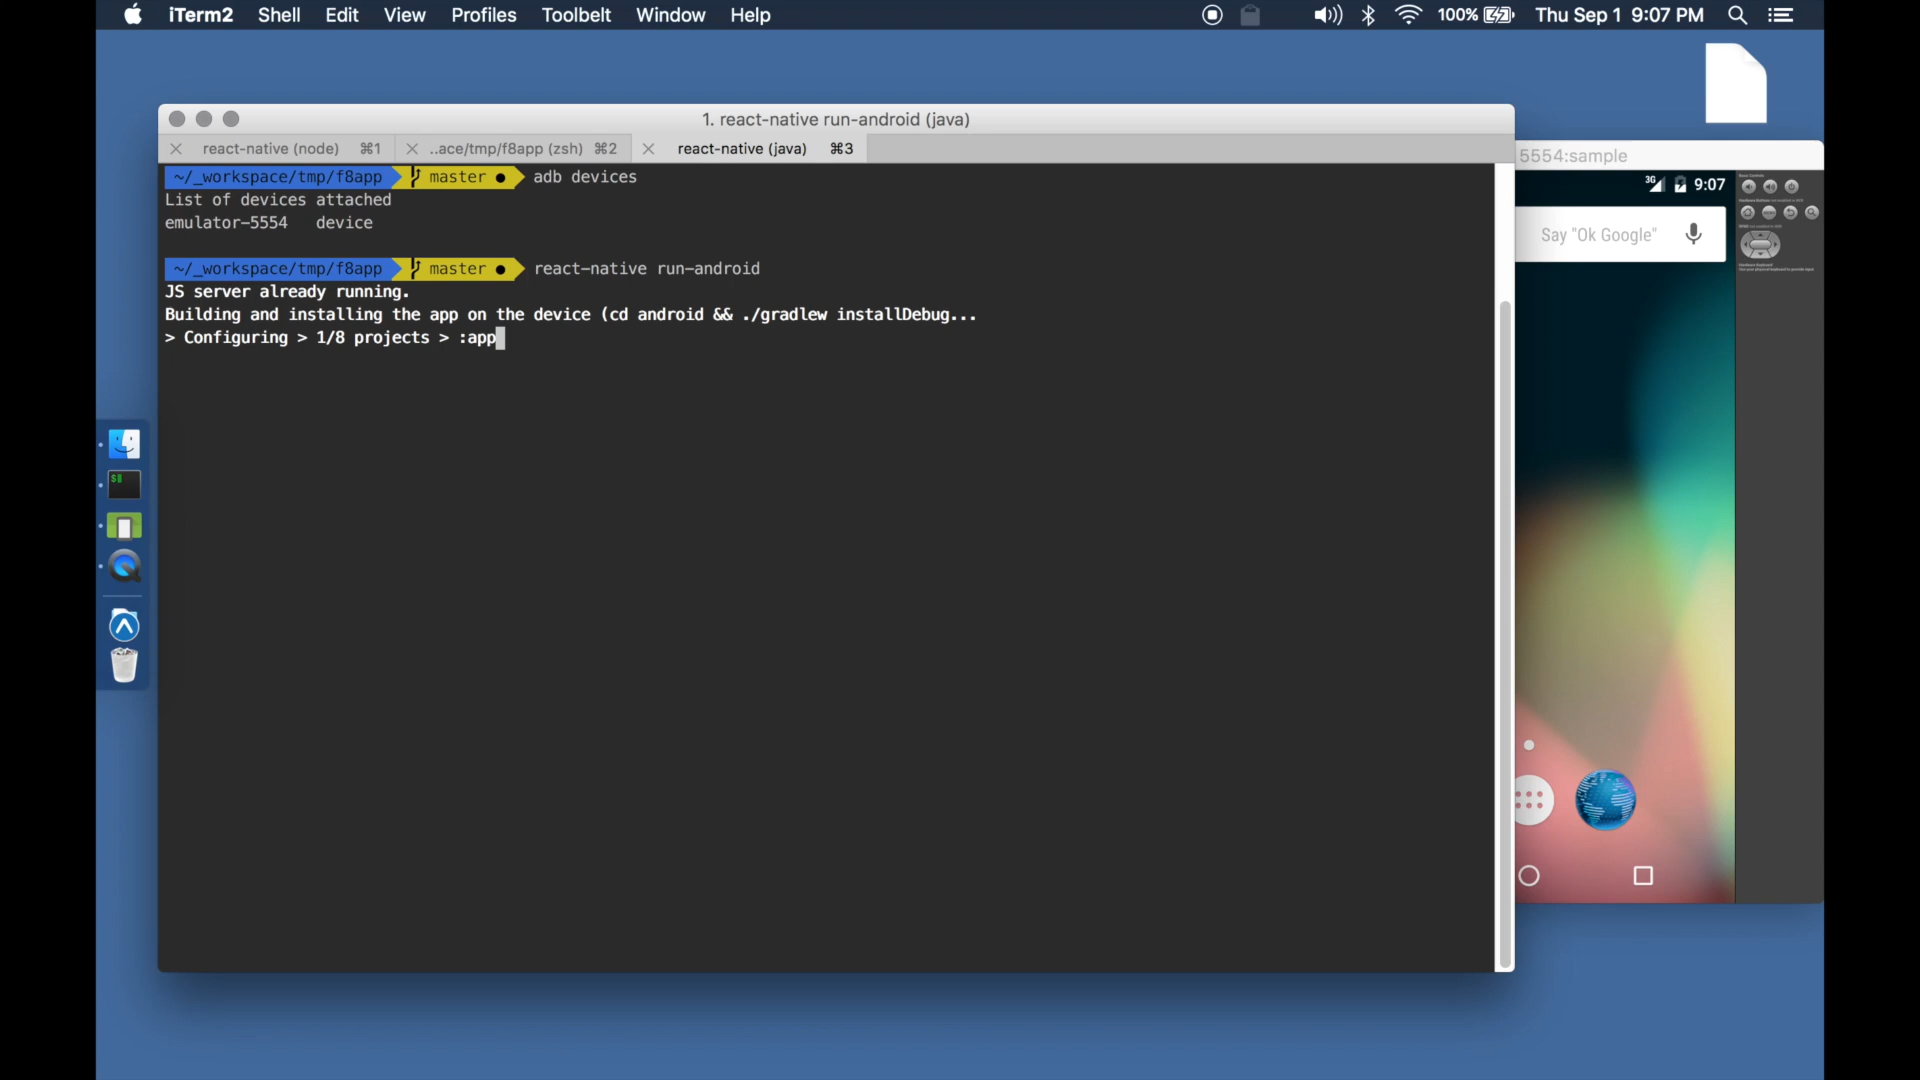 iTerm2 Shell Edit View Profiles Toolbelt Window Help 100% Thu Sep 1 9:07 PM
1. react-native run-android (java)
react-native (node) ⌘1 ..ace/tmp/f8app (zsh) ⌘2 react-native (java) ⌘3
~/_workspace/tmp/f8app master ● adb devices
List of devices attached
emulator-5554 device
~/_workspace/tmp/f8app master ● react-native run-android
JS server already running.
Building and installing the app on the device (cd android && ./gradlew installDebug...
> Configuring > 1/8 projects > :app
5554:sample
3G 9:07
Say "Ok Google"
$